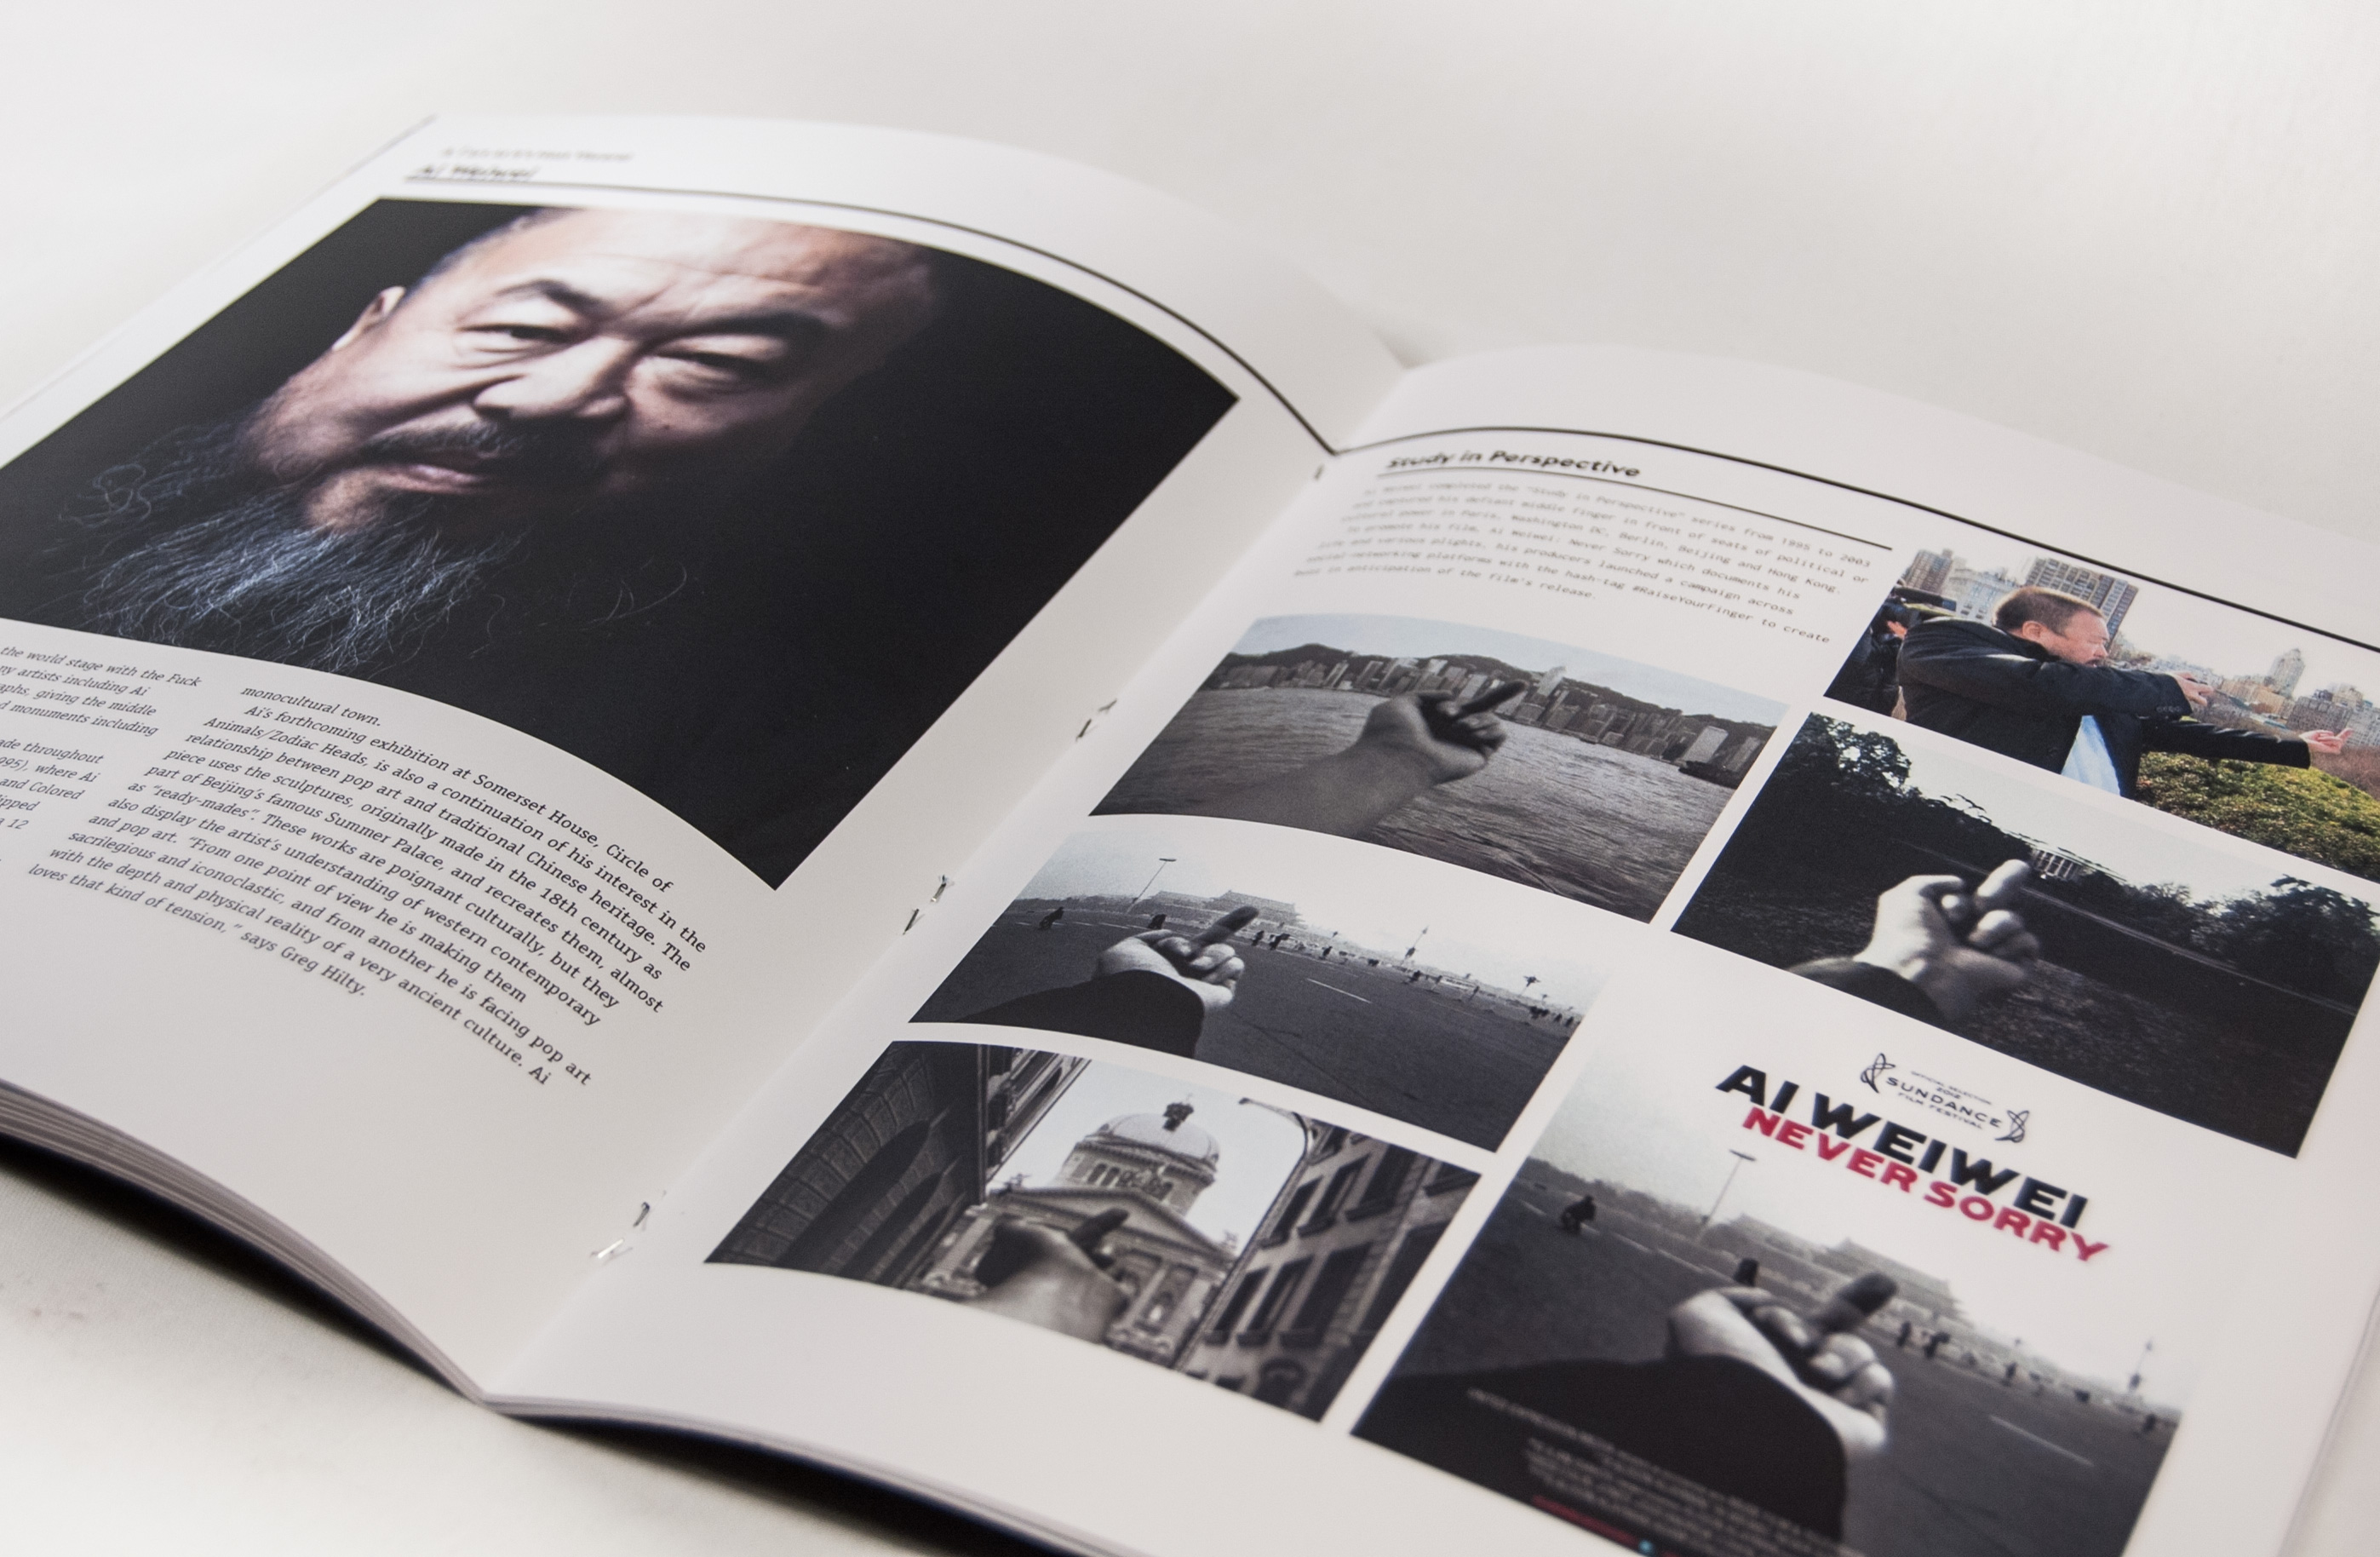 Ai Weiwei
the world stage with the Fuck
ny artists including Ai
aphs, giving the middle
d monuments including
ade throughout
995), where Ai
and Colored
ipped
a 12
monocultural town.
Ai's forthcoming exhibition at Somerset House, Circle of
Animals/Zodiac Heads, is also a continuation of his interest in the
relationship between pop art and traditional Chinese heritage. The
piece uses the sculptures, originally made in the 18th century as
part of Beijing's famous Summer Palace, and recreates them, almost
as "ready-mades". These works are poignant culturally, but they
also display the artist's understanding of western contemporary
and pop art. "From one point of view he is making them
sacrilegious and iconoclastic, and from another he is facing pop art
with the depth and physical reality of a very ancient culture. Ai
loves that kind of tension," says Greg Hilty.
Study in Perspective
Ai Weiwei completed the "Study in Perspective" series from 1995 to 2003
and captured his defiant middle finger in front of seats of political or
cultural power in Paris, Washington DC, Berlin, Beijing and Hong Kong.
To promote his film, Ai Weiwei: Never Sorry which documents his
life and various plights, his producers launched a campaign across
social-networking platforms with the hash-tag #RaiseYourFinger to create
buzz in anticipation of the film's release.
OFFICIAL SELECTION
2012
SUNDANCE
FILM FESTIVAL
AI WEIWEI
NEVER SORRY